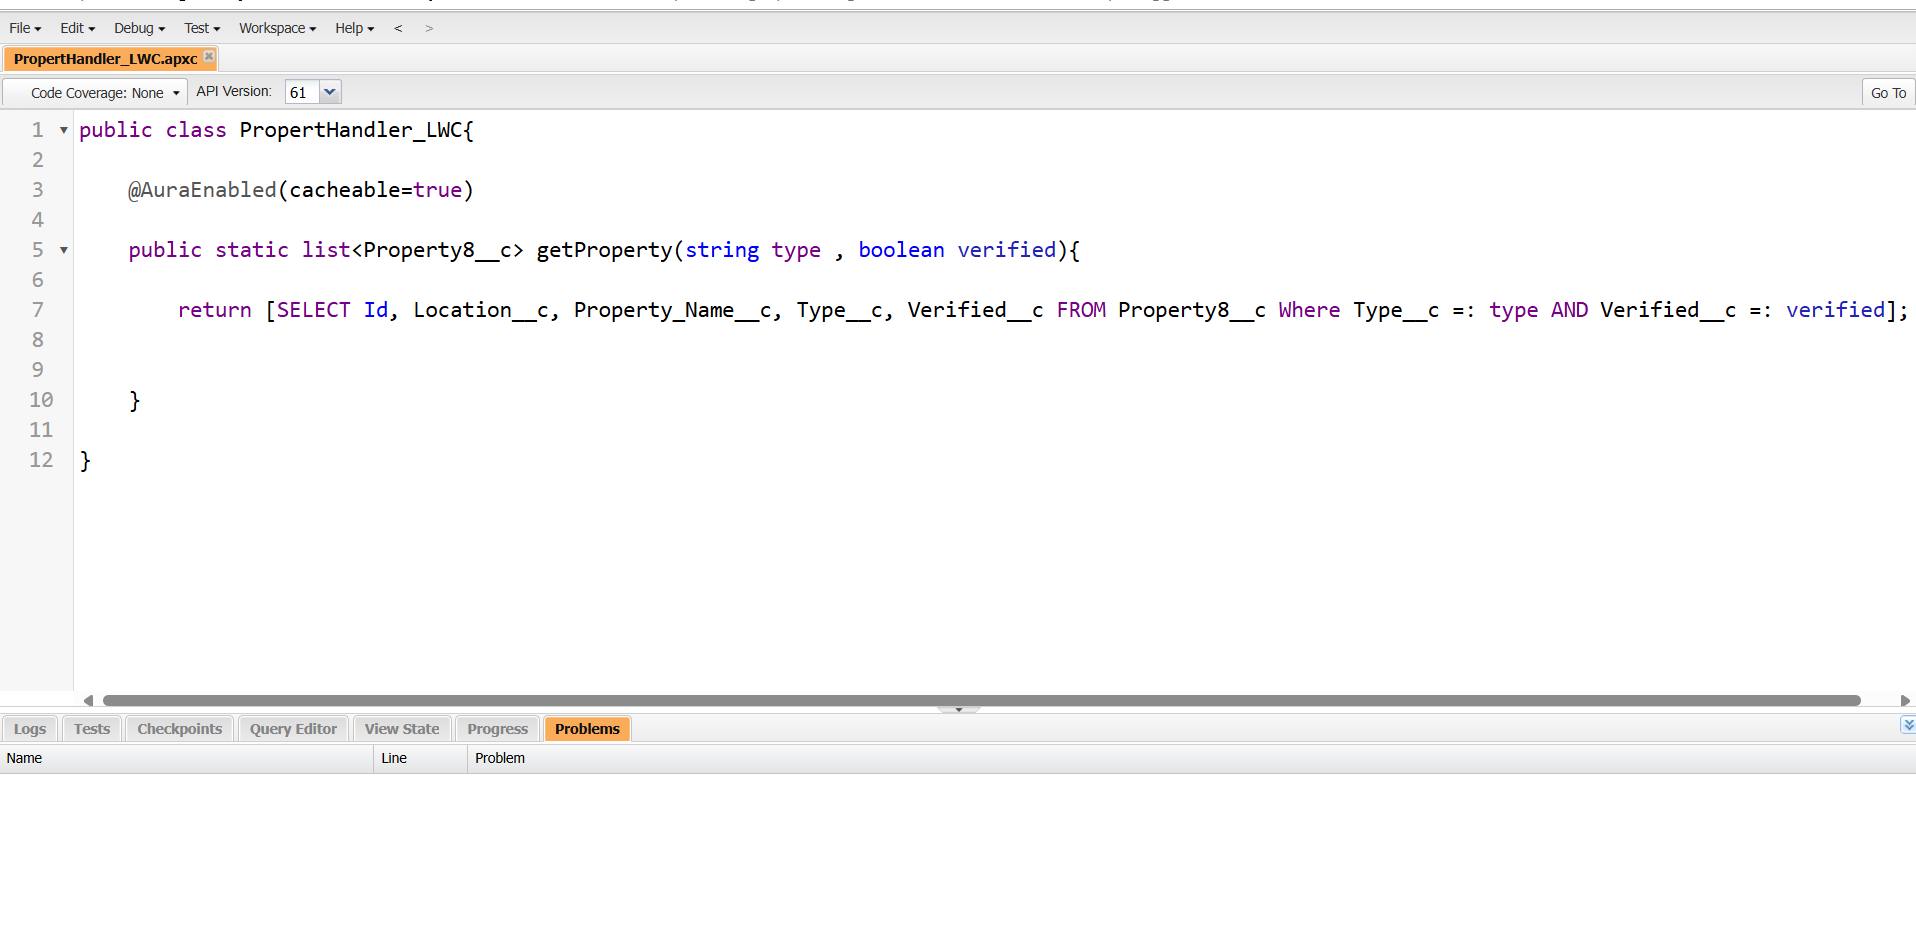 File Edit Debug Test Workspace Help < >
PropertHandler_LWC.apxc
Code Coverage: None API Version: 61 Go To
1 public class PropertHandler_LWC{
2
3 @AuraEnabled(cacheable=true)
4
5 public static list<Property8__c> getProperty(string type , boolean verified){
6
7 return [SELECT Id, Location__c, Property_Name__c, Type__c, Verified__c FROM Property8__c Where Type__c =: type AND Verified__c =: verified];
8
9
10 }
11
12 }
Logs Tests Checkpoints Query Editor View State Progress Problems
Name Line Problem